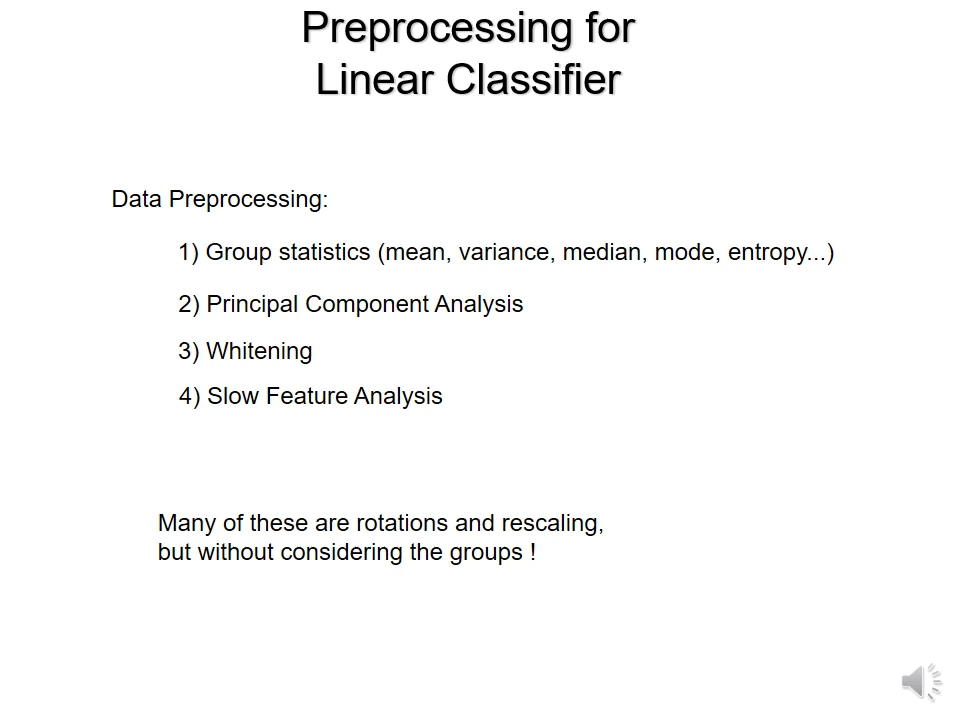 Preprocessing for
Linear Classifier
Data Preprocessing:
1) Group statistics (mean, variance, median, mode, entropy...)
2) Principal Component Analysis
3) Whitening
4) Slow Feature Analysis
Many of these are rotations and rescaling,
but without considering the groups !